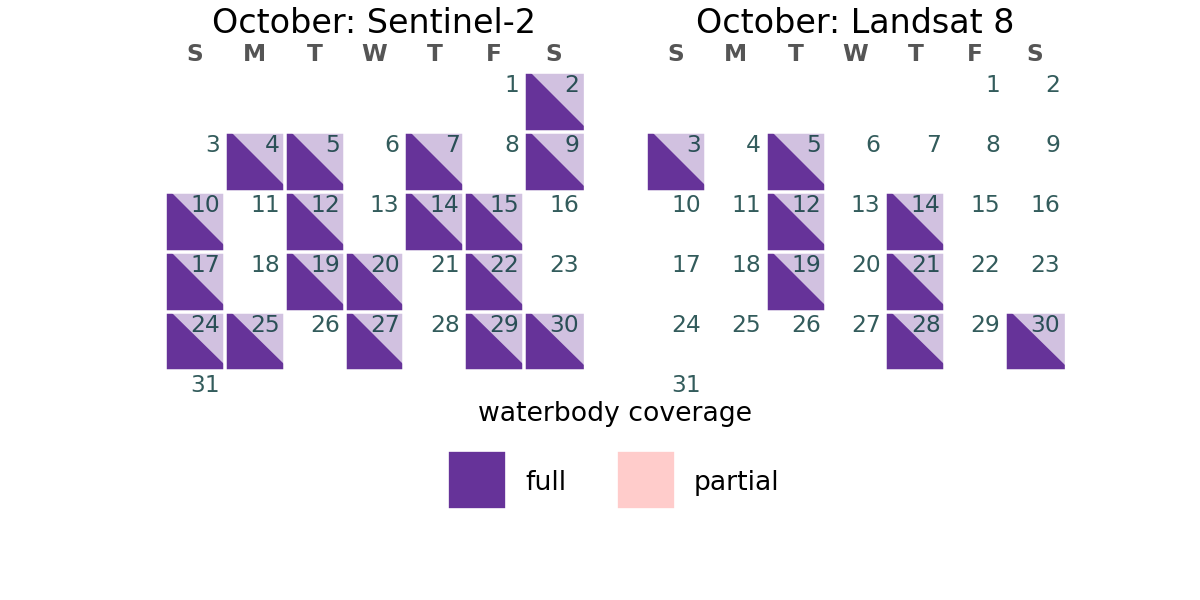 October: Sentinel-2
S M T W T F S
1 2
3 4 5 6 7 8 9
10 11 12 13 14 15 16
17 18 19 20 21 22 23
24 25 26 27 28 29 30
31
October: Landsat 8
S M T W T F S
1 2
3 4 5 6 7 8 9
10 11 12 13 14 15 16
17 18 19 20 21 22 23
24 25 26 27 28 29 30
31
waterbody coverage
full partial